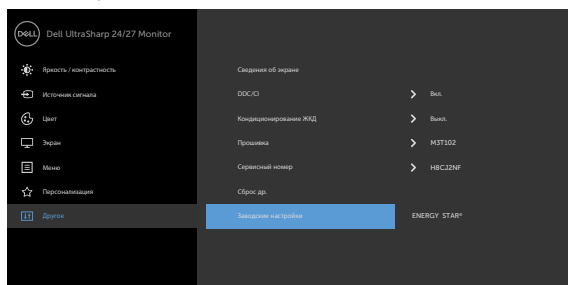 DELL
Dell UltraSharp 24/27 Monitor
Яркость / контрастность
Источник сигнала
Цвет
Экран
Меню
Персонализация
Другое
Сведения об экране
DDC/CI
Вкл.
Кондиционирование ЖКД
Выкл.
Прошивка
M3T102
Сервисный номер
H8CJ2NF
Сброс др.
Заводские настройки
ENERGY STAR®